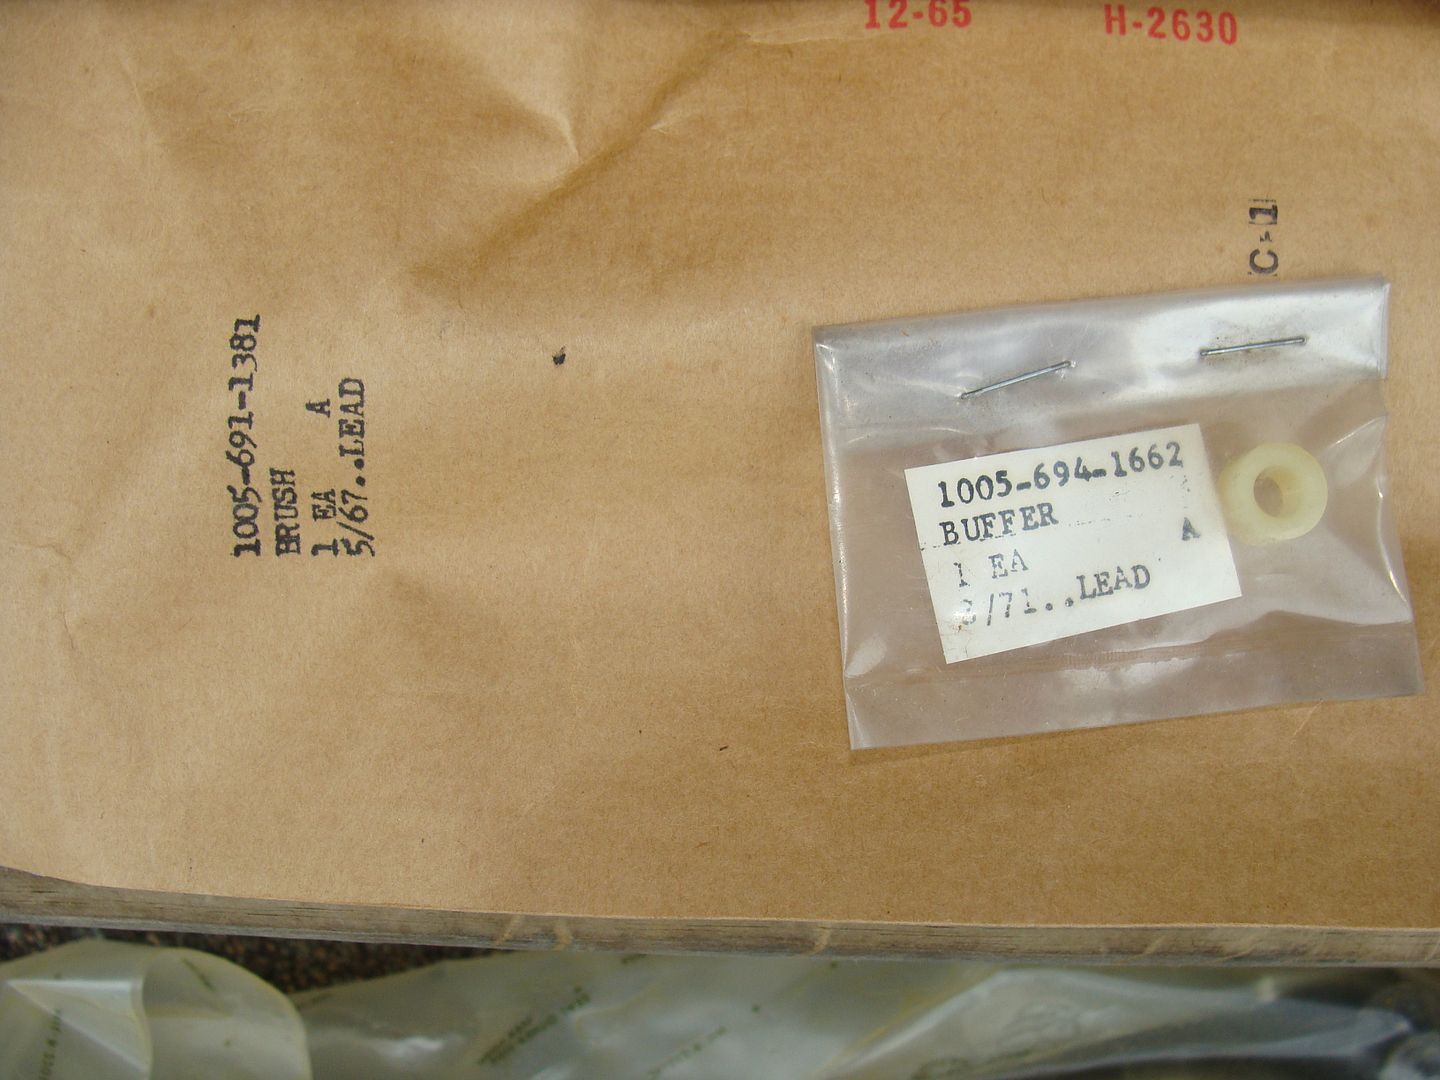 12-65 H-2630
C-1
1005-691-1381
BRUSH
1 EA A
5/67..LEAD
1005-694-1662
BUFFER
1 EA A
/71..LEAD